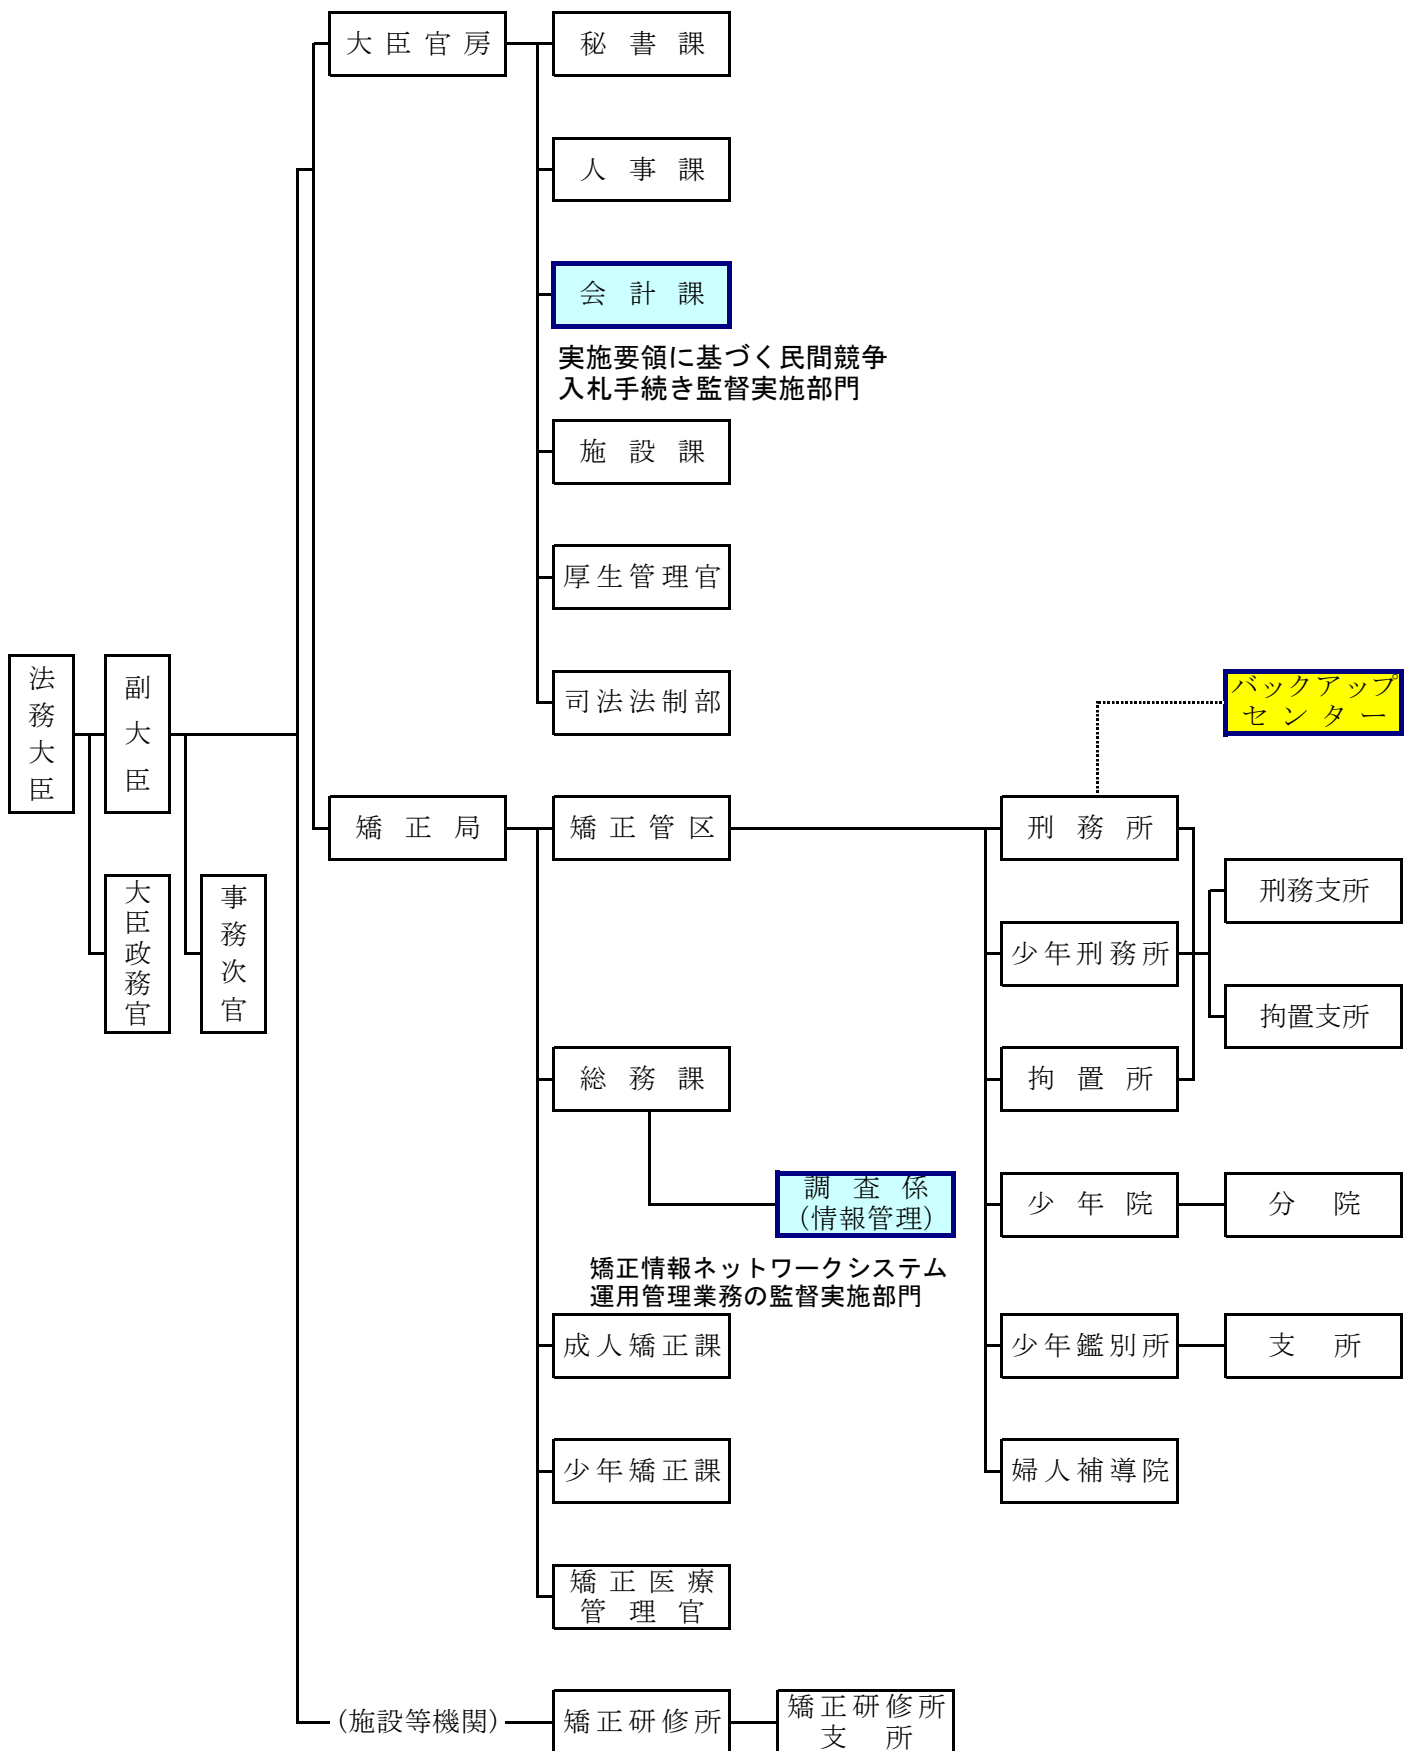 大臣官房
秘書課
人事課
会計課
実施要領に基づく民間競争
入札手続き監督実施部門
施設課
厚生管理官
司法法制部
法務大臣
副大臣
大臣政務官
事務次官
バックアップ
センター
矯正局
矯正管区
刑務所
刑務支所
少年刑務所
拘置支所
総務課
拘置所
調査係
(情報管理)
矯正情報ネットワークシステム
運用管理業務の監督実施部門
少年院
分院
成人矯正課
少年鑑別所
支所
少年矯正課
婦人補導院
矯正医療
管理官
(施設等機関)
矯正研修所
矯正研修所
支所